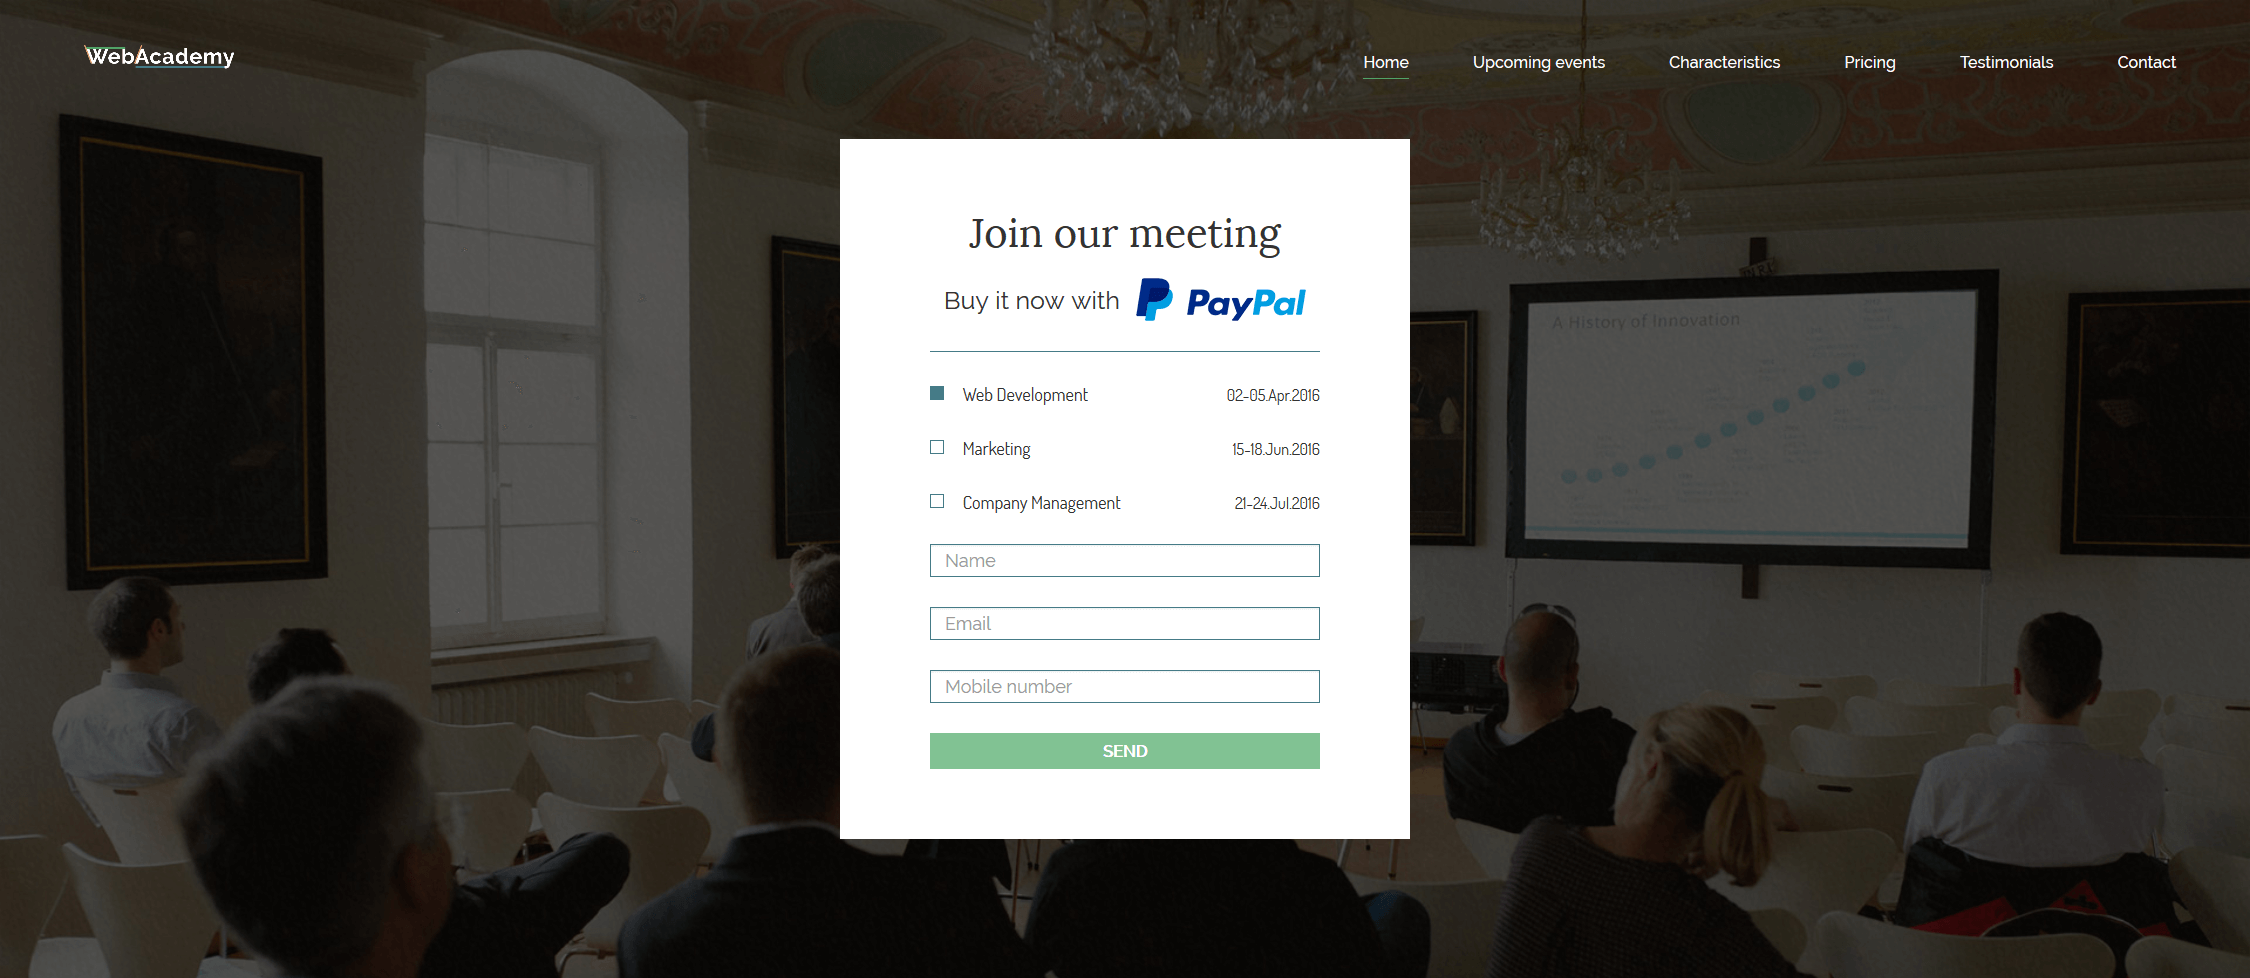 WebAcademy
Home Upcoming events Characteristics Pricing Testimonials Contact
Join our meeting
Buy it now with PayPal
Web Development 02-05.Apr.2016
Marketing 15-18.Jun.2016
Company Management 21-24.Jul.2016
Name
Email
Mobile number
SEND
A History of Innovation